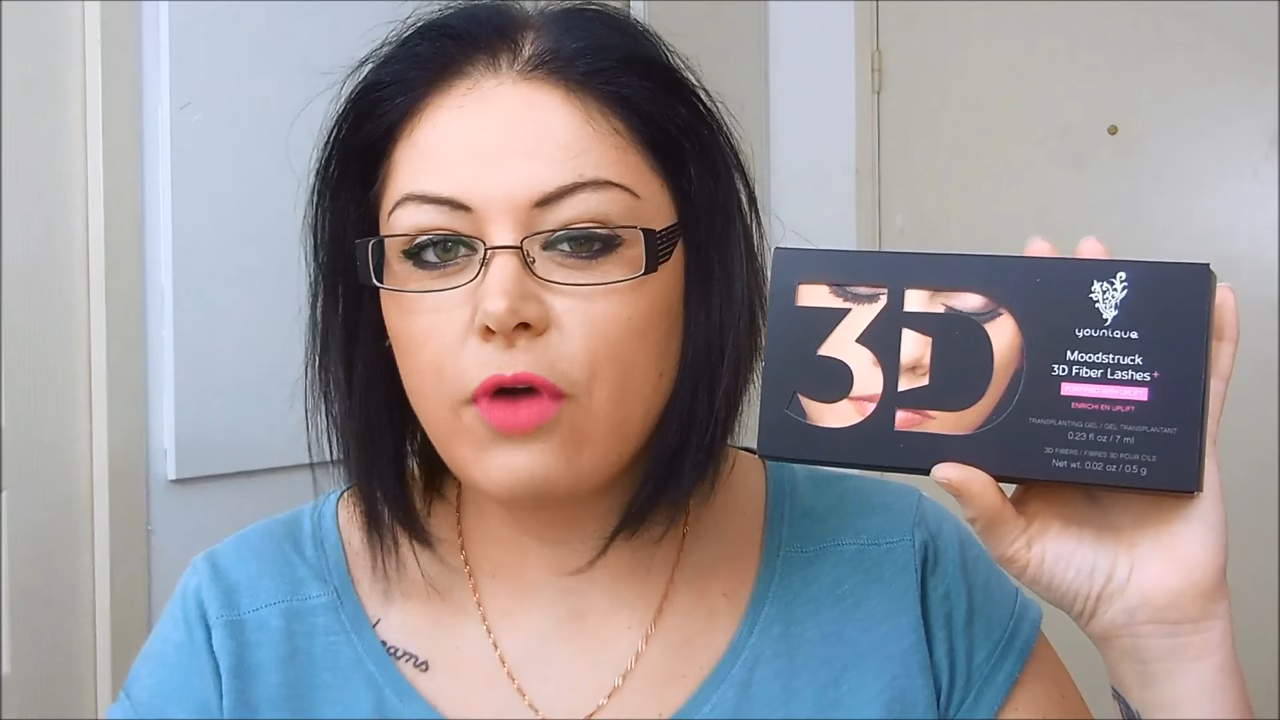 3D
younique
Moodstruck
3D Fiber Lashes+
ENRICHI EN UPLIFT
TRANSPLANTING GEL / GEL TRANSPLANTANT
0.23 fl oz / 7 ml
3D FIBERS / FIBRES 3D POUR CILS
Net wt. 0.02 oz / 0.5 g